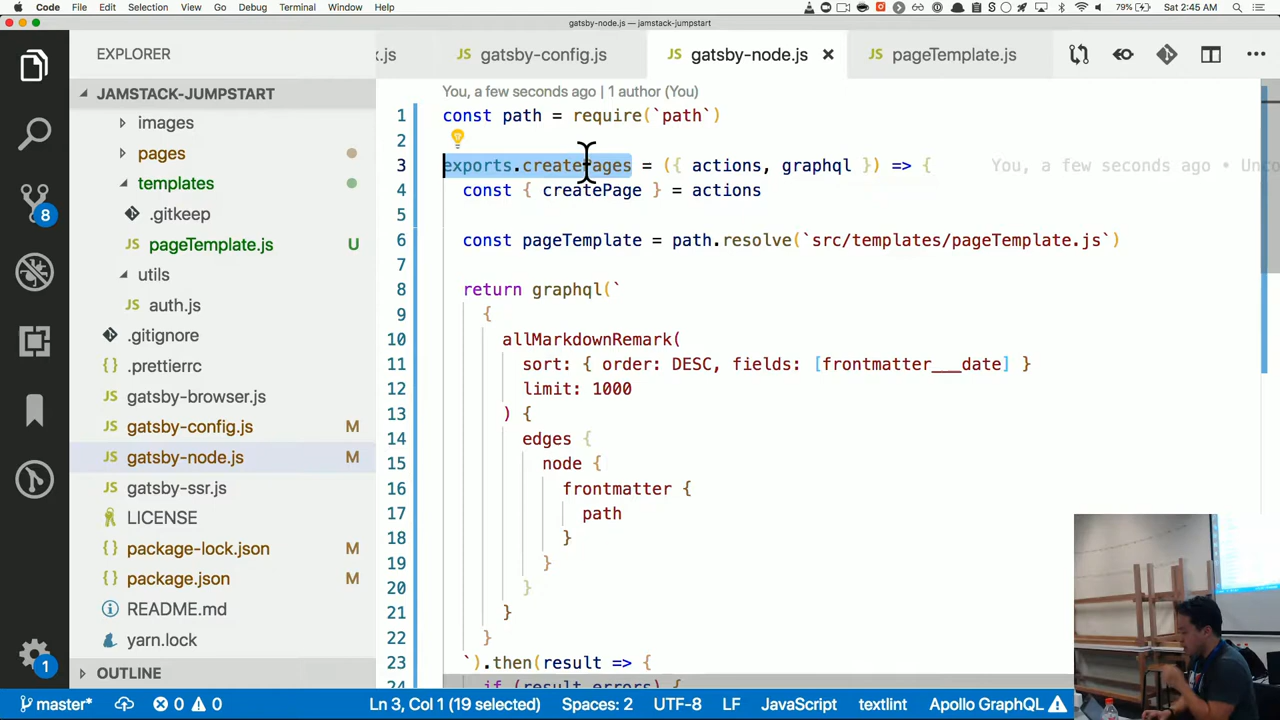 Code File Edit Selection View Go Debug Terminal Window Help 79% Sat 2:45 AM
gatsby-node.js — jamstack-jumpstart
EXPLORER
x.js gatsby-config.js gatsby-node.js pageTemplate.js
JAMSTACK-JUMPSTART
images
pages
templates
.gitkeep
pageTemplate.js U
utils
auth.js
.gitignore
.prettierrc
gatsby-browser.js
gatsby-config.js M
gatsby-node.js M
gatsby-ssr.js
LICENSE
package-lock.json M
package.json M
README.md
yarn.lock
OUTLINE
8
1
You, a few seconds ago | 1 author (You)
1 const path = require(`path`)
2
3 exports.createPages = ({ actions, graphql }) => { You, a few seconds ago • Unco
4 const { createPage } = actions
5
6 const pageTemplate = path.resolve(`src/templates/pageTemplate.js`)
7
8 return graphql(`
9 {
10 allMarkdownRemark(
11 sort: { order: DESC, fields: [frontmatter___date] }
12 limit: 1000
13 ) {
14 edges {
15 node {
16 frontmatter {
17 path
18 }
19 }
20 }
21 }
22 }
23 `).then(result => {
24 if (result.errors) {
master* 0 0 Ln 3, Col 1 (19 selected) Spaces: 2 UTF-8 LF JavaScript textlint Apollo GraphQL